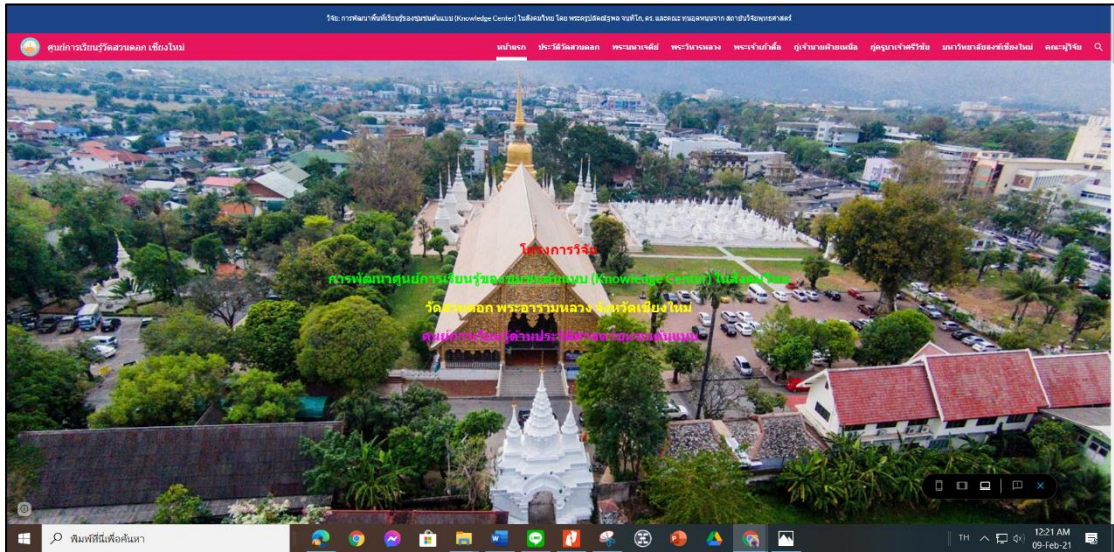 วิจัย: การพัฒนาพื้นที่เรียนรู้ของชุมชนต้นแบบ (Knowledge Center) ในสังคมไทย โดย พระครูปลัดณัฐพล จนฺทิโก, ดร. และคณะ ทุนอุดหนุนจาก สถาบันวิจัยพุทธศาสตร์
ศูนย์การเรียนรู้วัดสวนดอก เชียงใหม่
หน้าแรก ประวัติวัดสวนดอก พระมหาเจดีย์ พระวิหารหลวง พระเจ้าเก้าตื้อ กู่เจ้านายฝ่ายเหนือ กู่ครูบาเจ้าศรีวิชัย มหาวิทยาลัยสงฆ์เชียงใหม่ คณะผู้วิจัย
โครงการวิจัย
การพัฒนาศูนย์การเรียนรู้ของชุมชนต้นแบบ (Knowledge Center) ในสังคมไทย
วัดสวนดอก พระอารามหลวง จังหวัดเชียงใหม่
ศูนย์การเรียนรู้ด้านประวัติศาสตร์ชุมชนต้นแบบ
พิมพ์ที่นี่เพื่อค้นหา
TH
12:21 AM
09-Feb-21